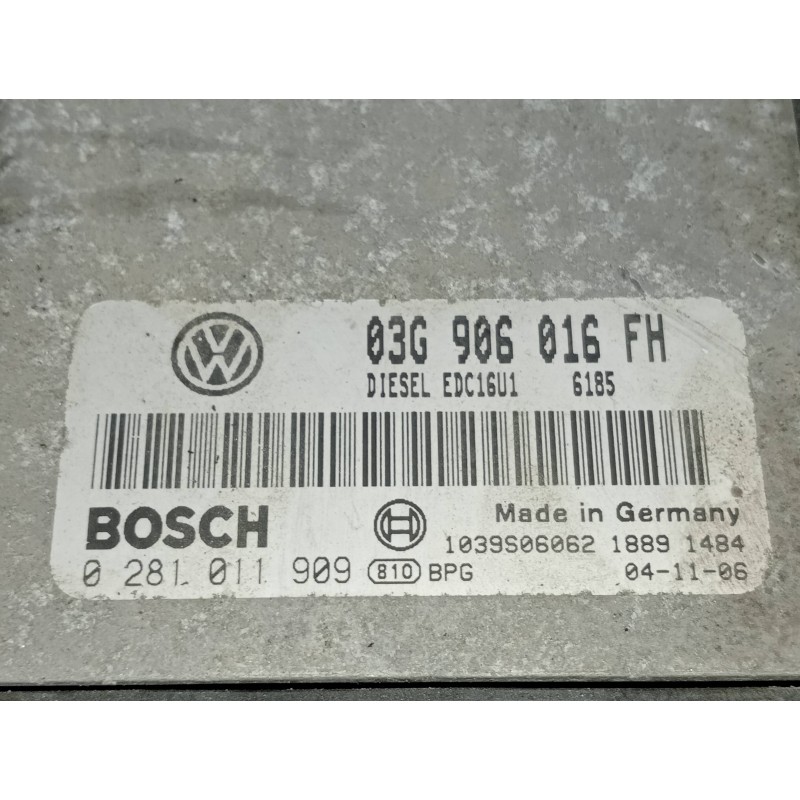 03G 906 016 FH
DIESEL EDC16U1 6185
BOSCH
Made in Germany
1039S06062 1889 1484
0 281 011 909 810 BPG 04-11-06